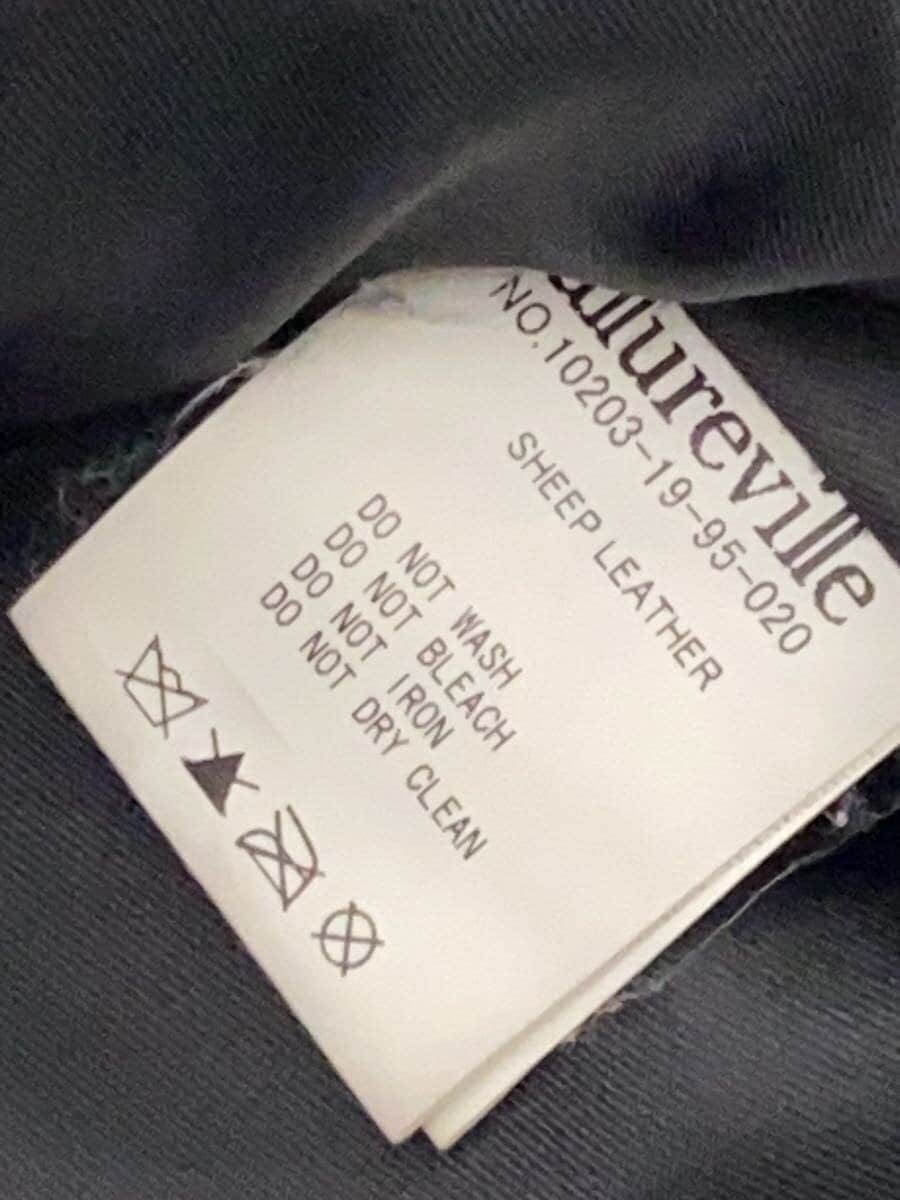 allureville
NO.10203-19-95-020
SHEEP LEATHER
DO NOT WASH
DO NOT BLEACH
DO NOT IRON
DO NOT DRY CLEAN